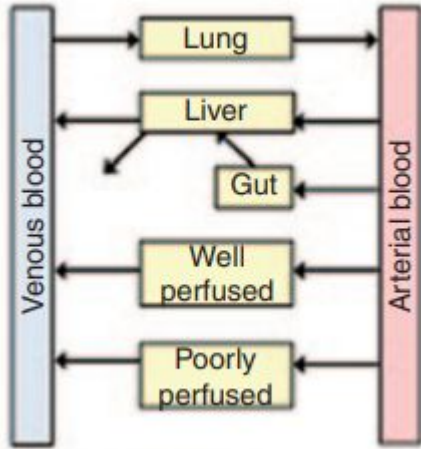 Lung
Liver
Gut
Well
perfused
Poorly
perfused
Venous blood
Arterial blood